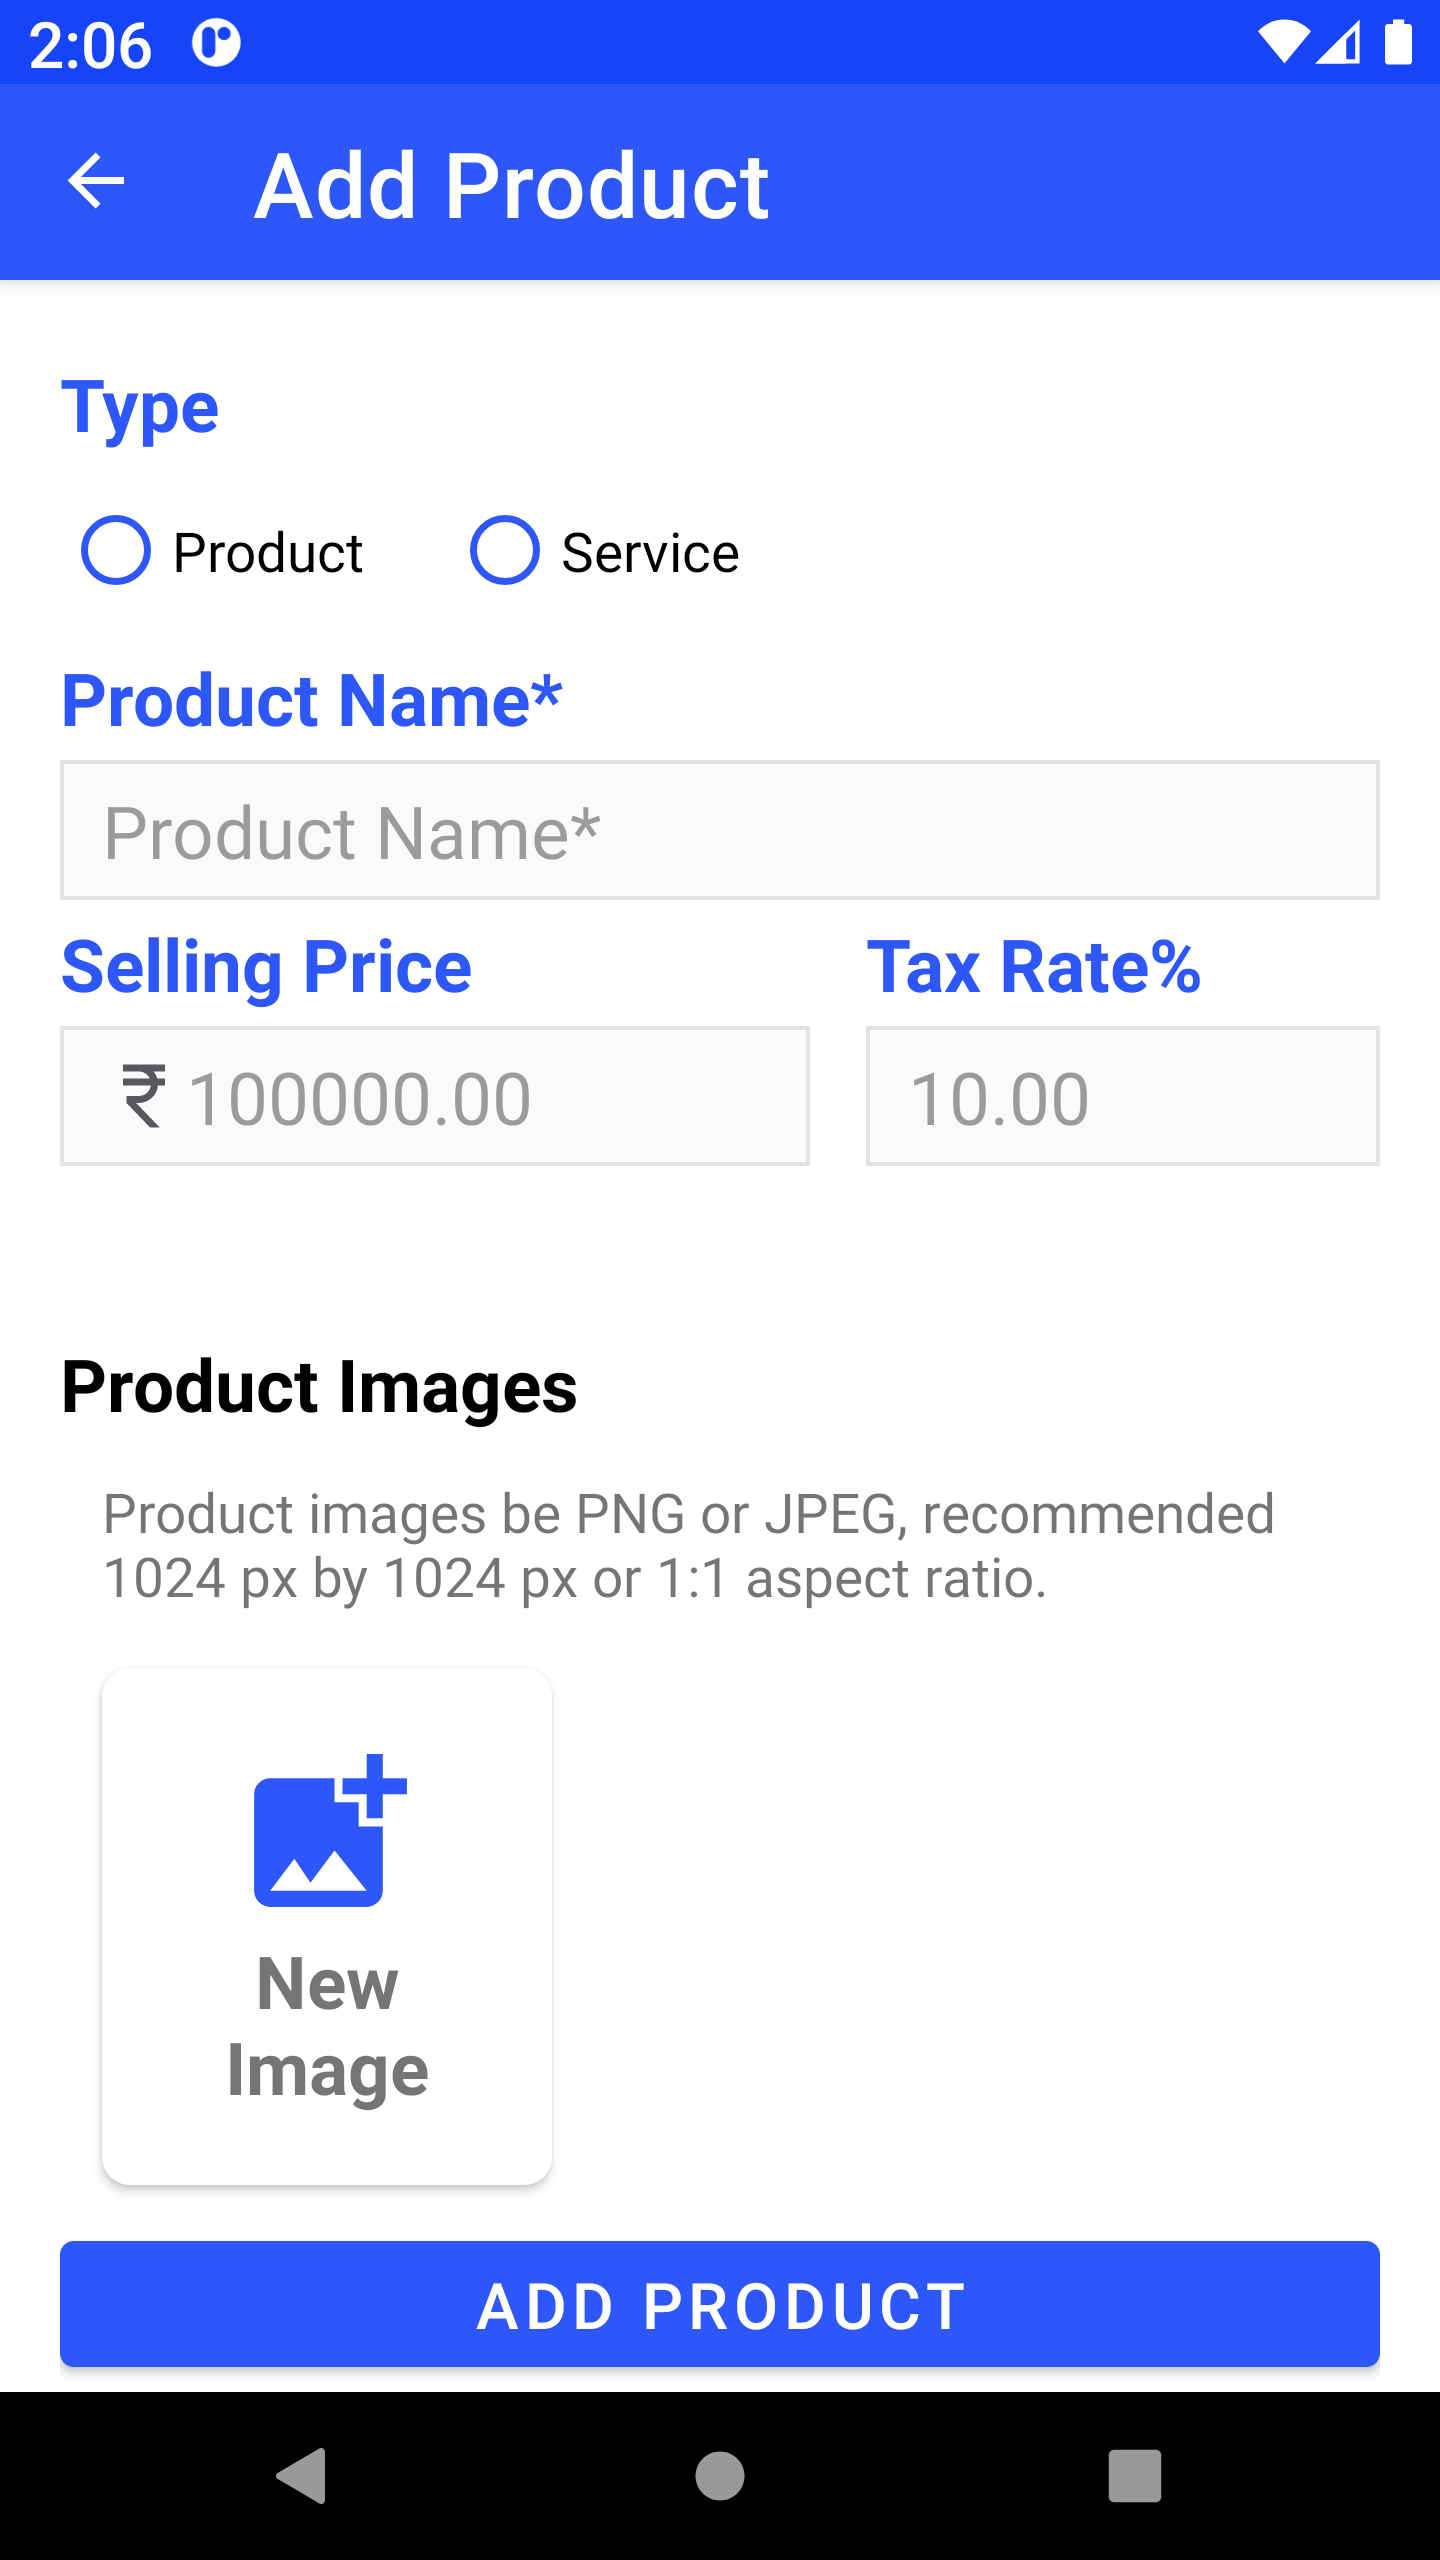 2:06
Add Product
Type
Product
Service
Product Name*
Product Name*
Selling Price
Tax Rate%
₹ 100000.00
10.00
Product Images
Product images be PNG or JPEG, recommended
1024 px by 1024 px or 1:1 aspect ratio.
New
Image
ADD PRODUCT